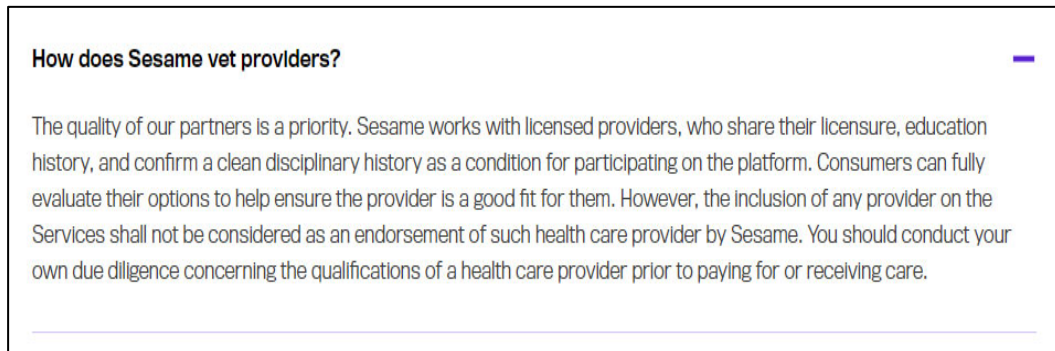 How does Sesame vet providers?
The quality of our partners is a priority. Sesame works with licensed providers, who share their licensure, education
history, and confirm a clean disciplinary history as a condition for participating on the platform. Consumers can fully
evaluate their options to help ensure the provider is a good fit for them. However, the inclusion of any provider on the
Services shall not be considered as an endorsement of such health care provider by Sesame. You should conduct your
own due diligence concerning the qualifications of a health care provider prior to paying for or receiving care.